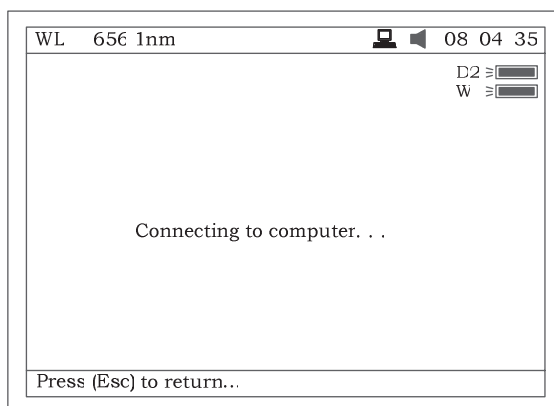 WL 656 1nm 08 04 35
D2
W
Connecting to computer. . .
Press (Esc) to return...